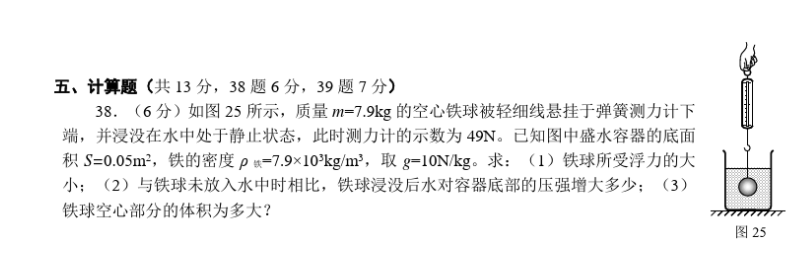 五、计算题（共 13 分，38 题 6 分，39 题 7 分）
38．（6 分）如图 25 所示，质量 m=7.9kg 的空心铁球被轻细线悬挂于弹簧测力计下
端，并浸没在水中处于静止状态，此时测力计的示数为 49N。已知图中盛水容器的底面
积 S=0.05m²，铁的密度 ρ 铁=7.9×10³kg/m³，取 g=10N/kg。求：（1）铁球所受浮力的大
小；（2）与铁球未放入水中时相比，铁球浸没后水对容器底部的压强增大多少；（3）
铁球空心部分的体积为多大？
图 25